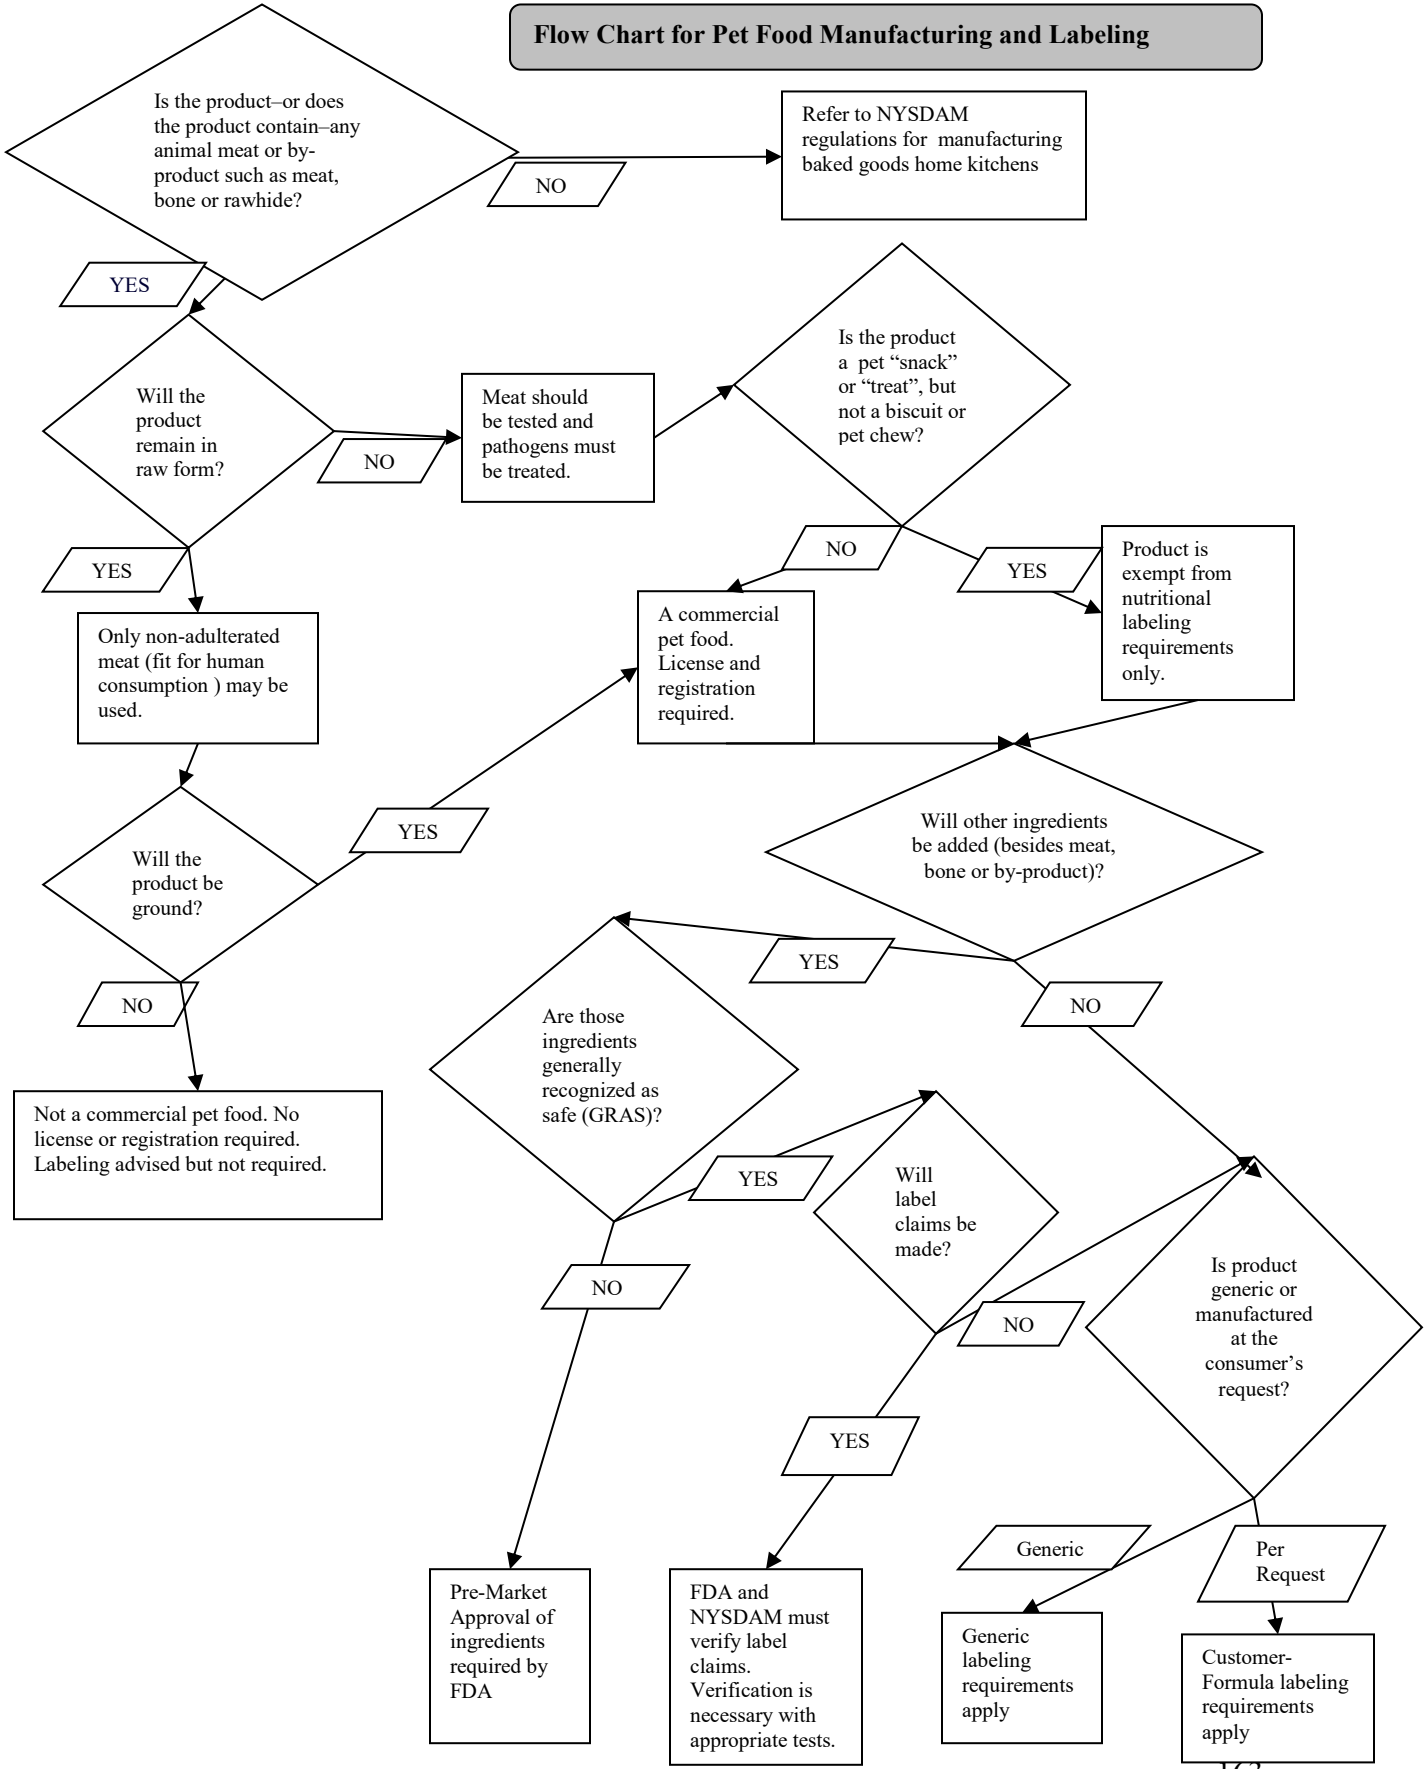 Flow Chart for Pet Food Manufacturing and Labeling
Is the product–or does
the product contain–any
animal meat or by-
product such as meat,
bone or rawhide?
NO
Refer to NYSDAM
regulations for  manufacturing
baked goods home kitchens
YES
Will the
product
remain in
raw form?
NO
Meat should
be tested and
pathogens must
be treated.
Is the product
a  pet “snack”
or “treat”, but
not a biscuit or
pet chew?
NO
YES
Product is
exempt from
nutritional
labeling
requirements
only.
YES
Only non-adulterated
meat (fit for human
consumption ) may be
used.
A commercial
pet food.
License and
registration
required.
Will the
product be
ground?
YES
Will other ingredients
be added (besides meat,
bone or by-product)?
YES
NO
NO
Not a commercial pet food. No
license or registration required.
Labeling advised but not required.
Are those
ingredients
generally
recognized as
safe (GRAS)?
YES
NO
Will
label
claims be
made?
NO
YES
Is product
generic or
manufactured
at the
consumer’s
request?
Generic
Per
Request
Pre-Market
Approval of
ingredients
required by
FDA
FDA and
NYSDAM must
verify label
claims.
Verification is
necessary with
appropriate tests.
Generic
labeling
requirements
apply
Customer-
Formula labeling
requirements
apply